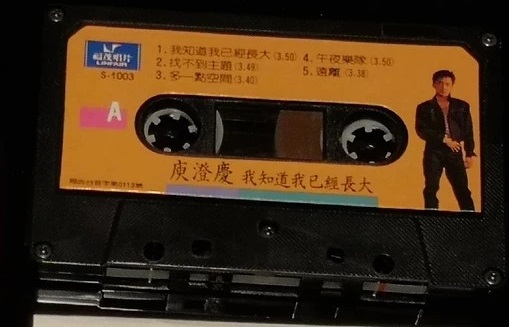 福茂唱片
LINFAIR
S-1003
1.我知道我已經長大(3.50)
2.找不到主題(3.49)
3.多一點空間(3.40)
4.午夜樂隊(3.50)
5.遠離(3.38)
A
庾澄慶 我知道我已經長大